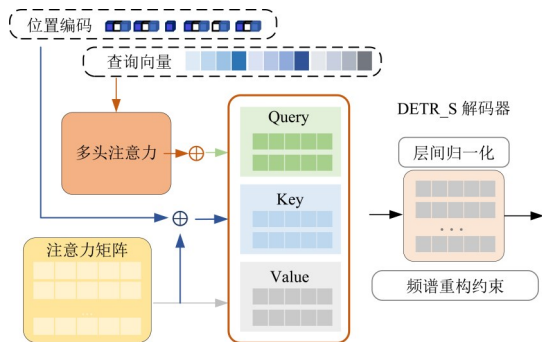 位置编码
查询向量
多头注意力
Query
Key
Value
注意力矩阵
DETR_S 解码器
层间归一化
频谱重构约束